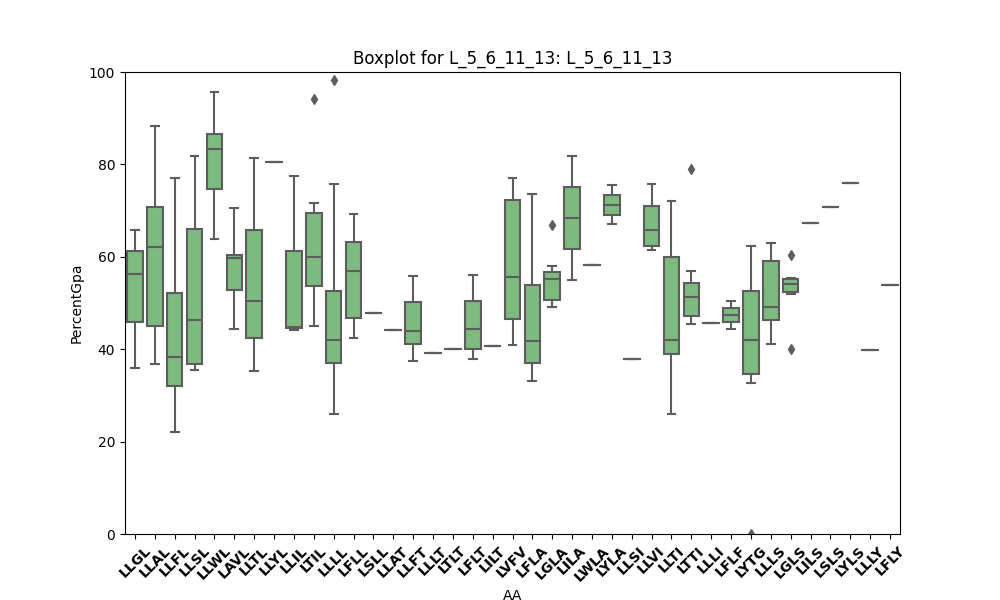 Boxplot for L_5_6_11_13: L_5_6_11_13
PercentGpa
100
80
60
40
20
0
LLGL LLAL LLFL LLSL LLWL LAVL LLTL LLYL LLIL LTIL LLLL LFLL LSLL LLAT LLFT LLLT LTLT LFLT LILT LVFV LFLA LGLA LILA LWLA LYLA LLSI LLVI LLTI LTTI LLLI LFLF LYTG LLLS LGLS LILS LSLS LYLS LLLY LFLY
AA